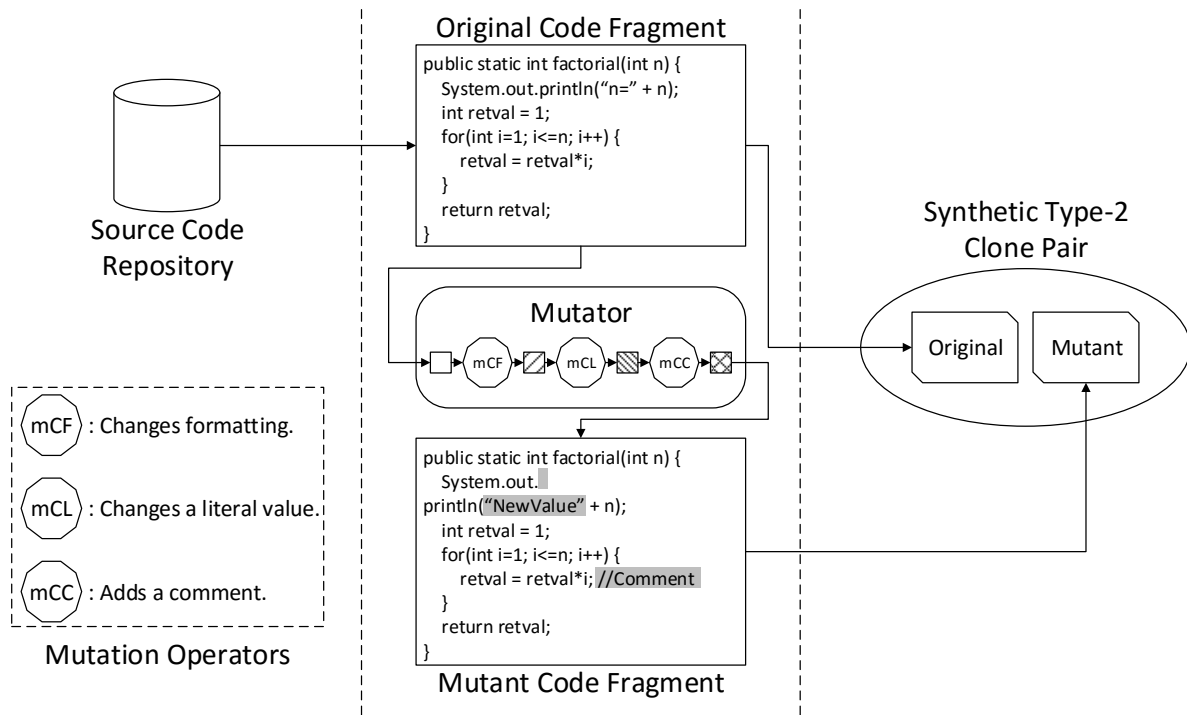 Original Code Fragment
public static int factorial(int n) {
System.out.println(“n=” + n);
int retval = 1;
for(int i=1; i<=n; i++) {
retval = retval*i;
}
return retval;
}
Source Code
Repository
Mutator
mCF
mCL
mCC
mCF : Changes formatting.
mCL : Changes a literal value.
mCC : Adds a comment.
Mutation Operators
public static int factorial(int n) {
System.out.
println(“NewValue” + n);
int retval = 1;
for(int i=1; i<=n; i++) {
retval = retval*i; //Comment
}
return retval;
}
Mutant Code Fragment
Synthetic Type-2
Clone Pair
Original
Mutant